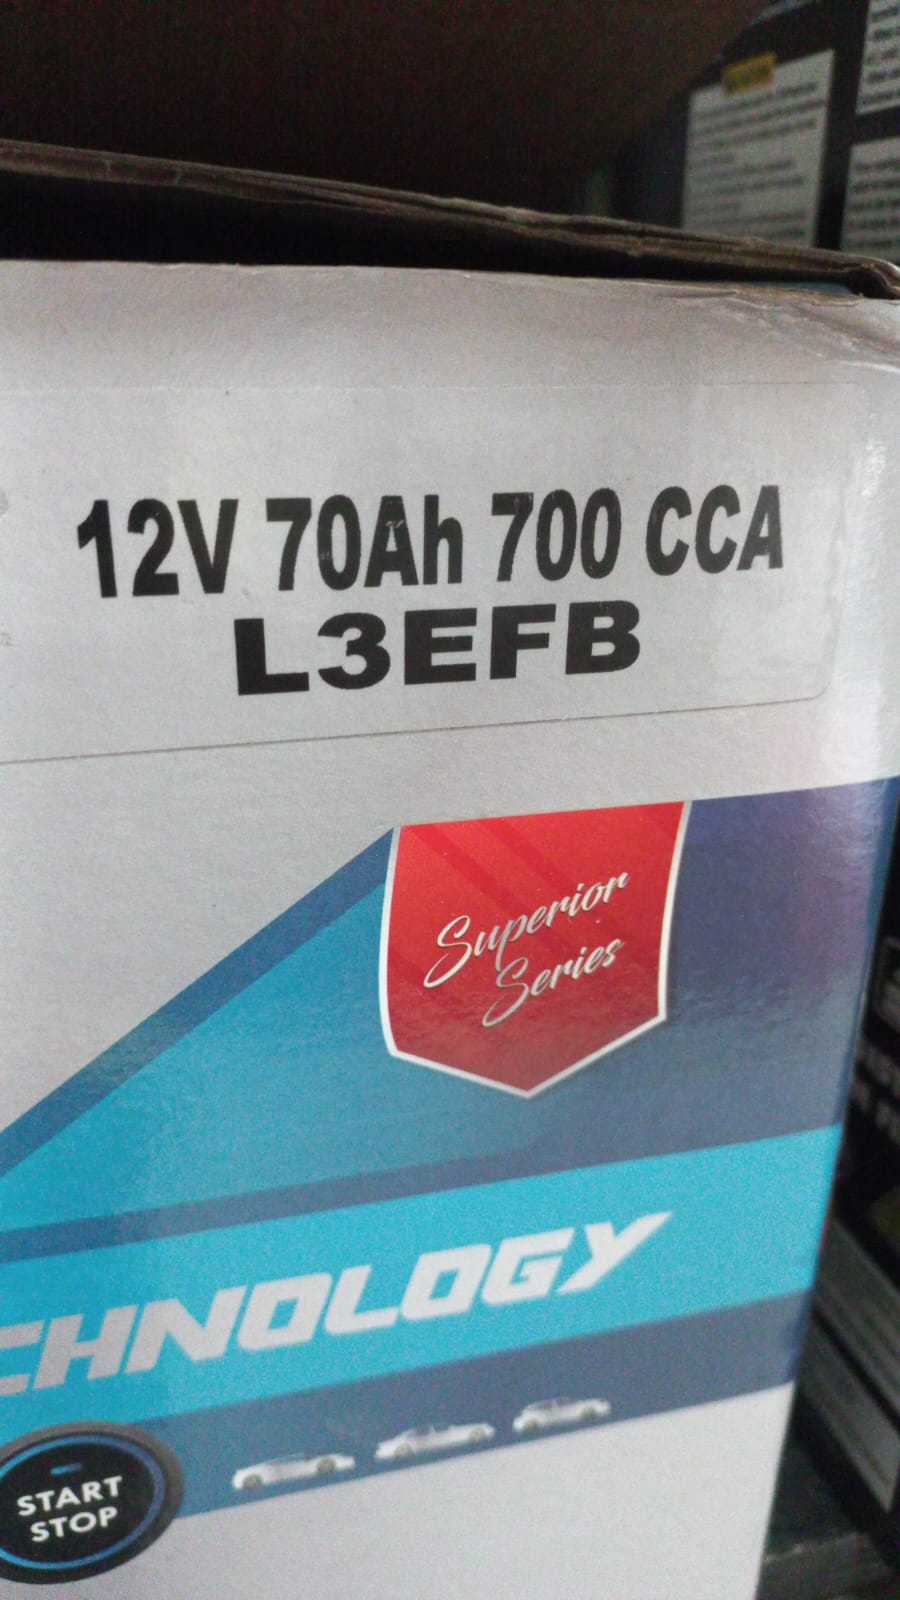 12V 70Ah 700 CCA
L3EFB
Superior
Series
CHNOLOGY
START
STOP